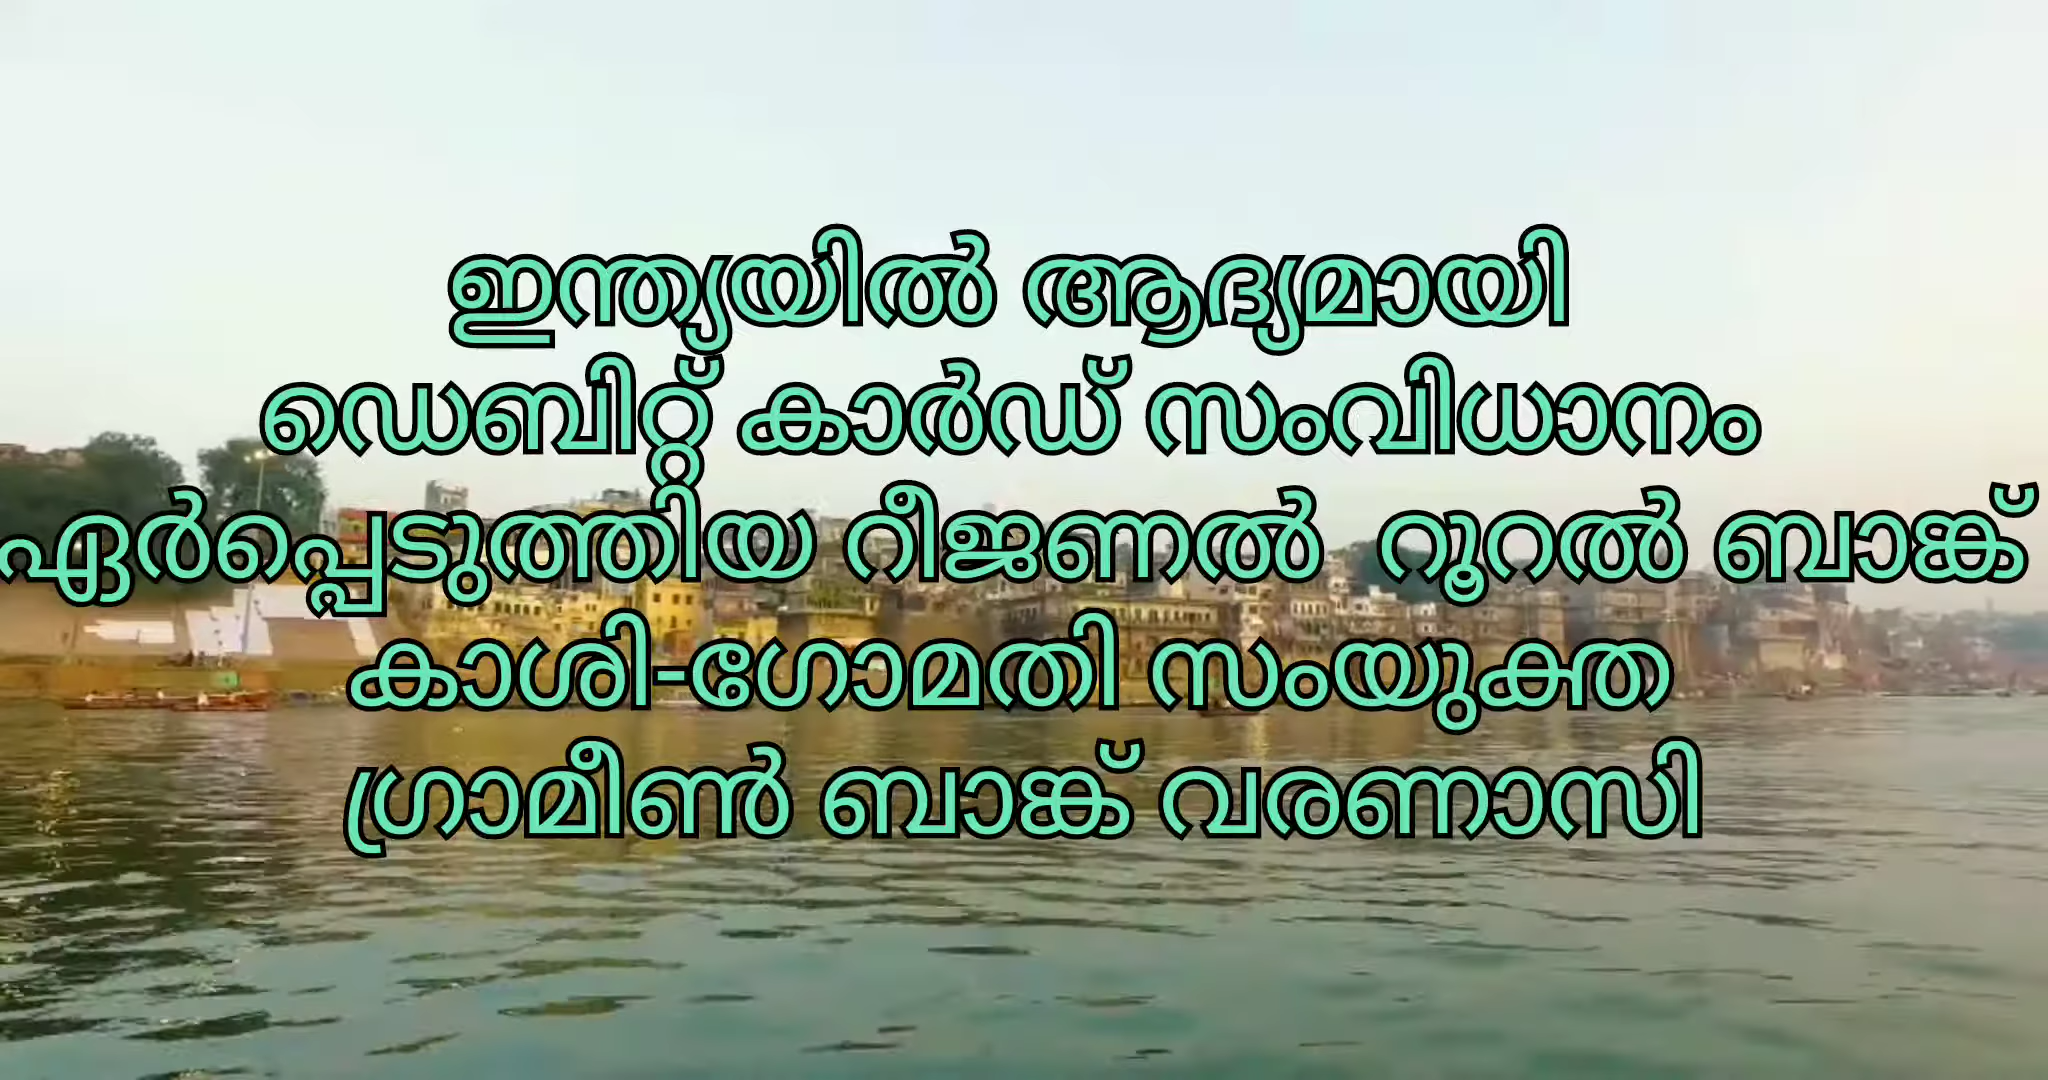 ഇന്ത്യയിൽ ആദ്യമായി
ഡെബിറ്റ് കാർഡ് സംവിധാനം
ഏർപ്പെടുത്തിയ റീജണൽ റൂറൽ ബാങ്ക്
കാശി-ഗോമതി സംയുക്ത
ഗ്രാമീൺ ബാങ്ക് വരണാസി